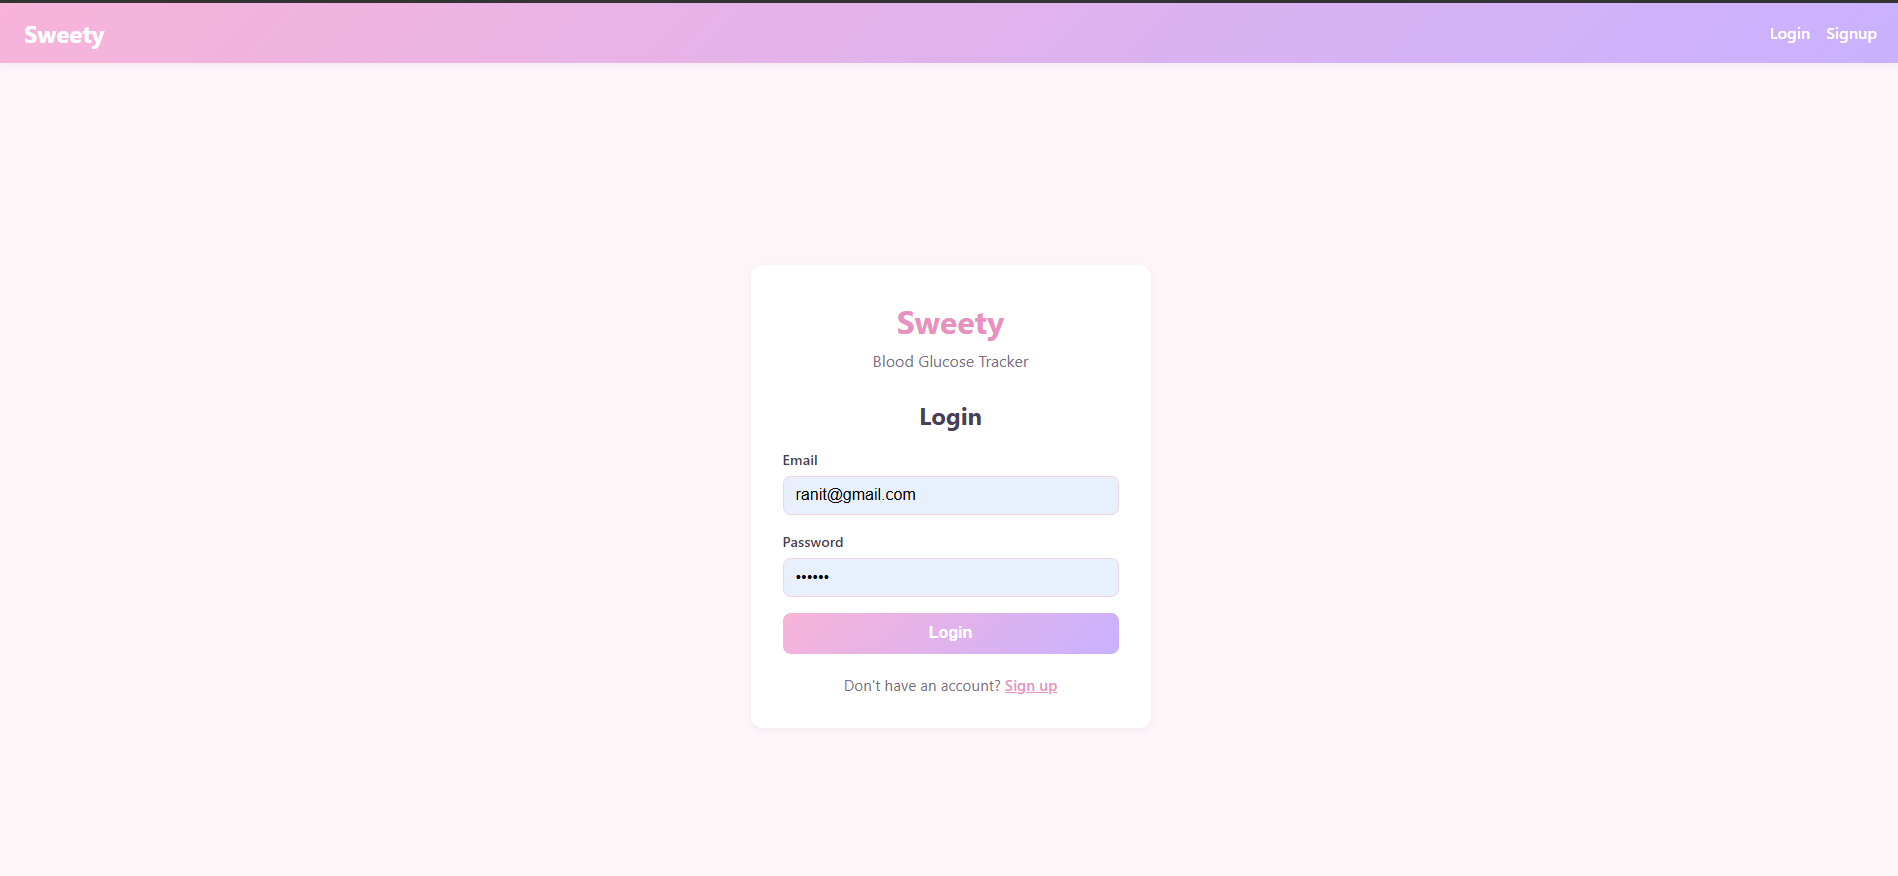 Sweety
Login Signup
Sweety
Blood Glucose Tracker
Login
Email
ranit@gmail.com
Password
••••••
Login
Don't have an account? Sign up